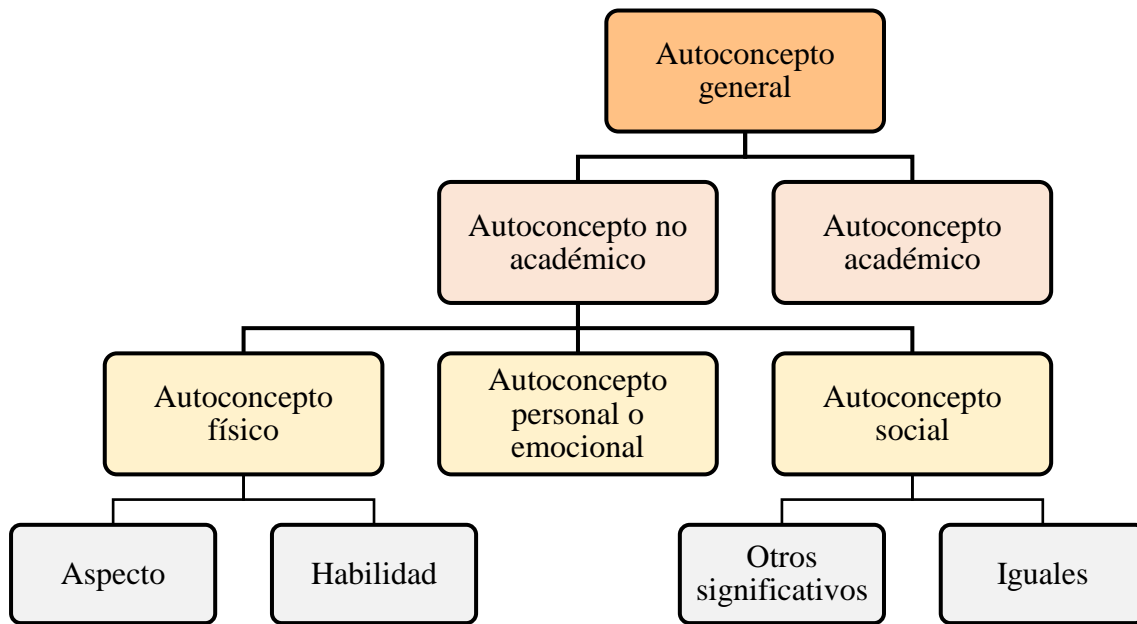 Autoconcepto
general
Autoconcepto no
académico
Autoconcepto
académico
Autoconcepto
físico
Autoconcepto
personal o
emocional
Autoconcepto
social
Aspecto
Habilidad
Otros
significativos
Iguales